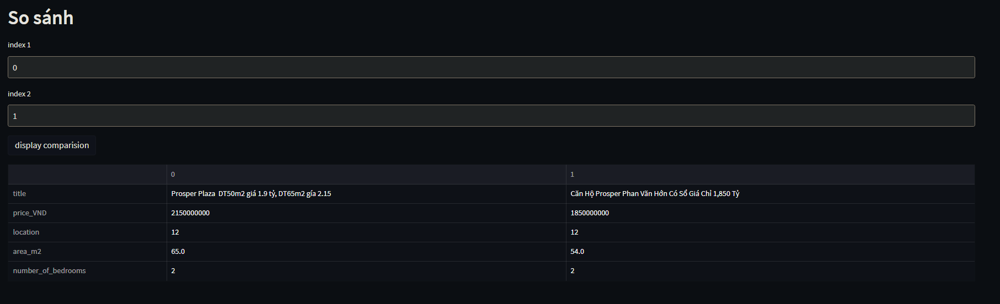 So sánh
index 1
0
index 2
1
display comparision
0 1
title Prosper Plaza  DT50m2 giá 1.9 tỷ, DT65m2 gía 2.15 Căn Hộ Prosper Phan Văn Hớn Có Sổ Giá Chỉ 1,850 Tỷ
price_VND 2150000000 1850000000
location 12 12
area_m2 65.0 54.0
number_of_bedrooms 2 2